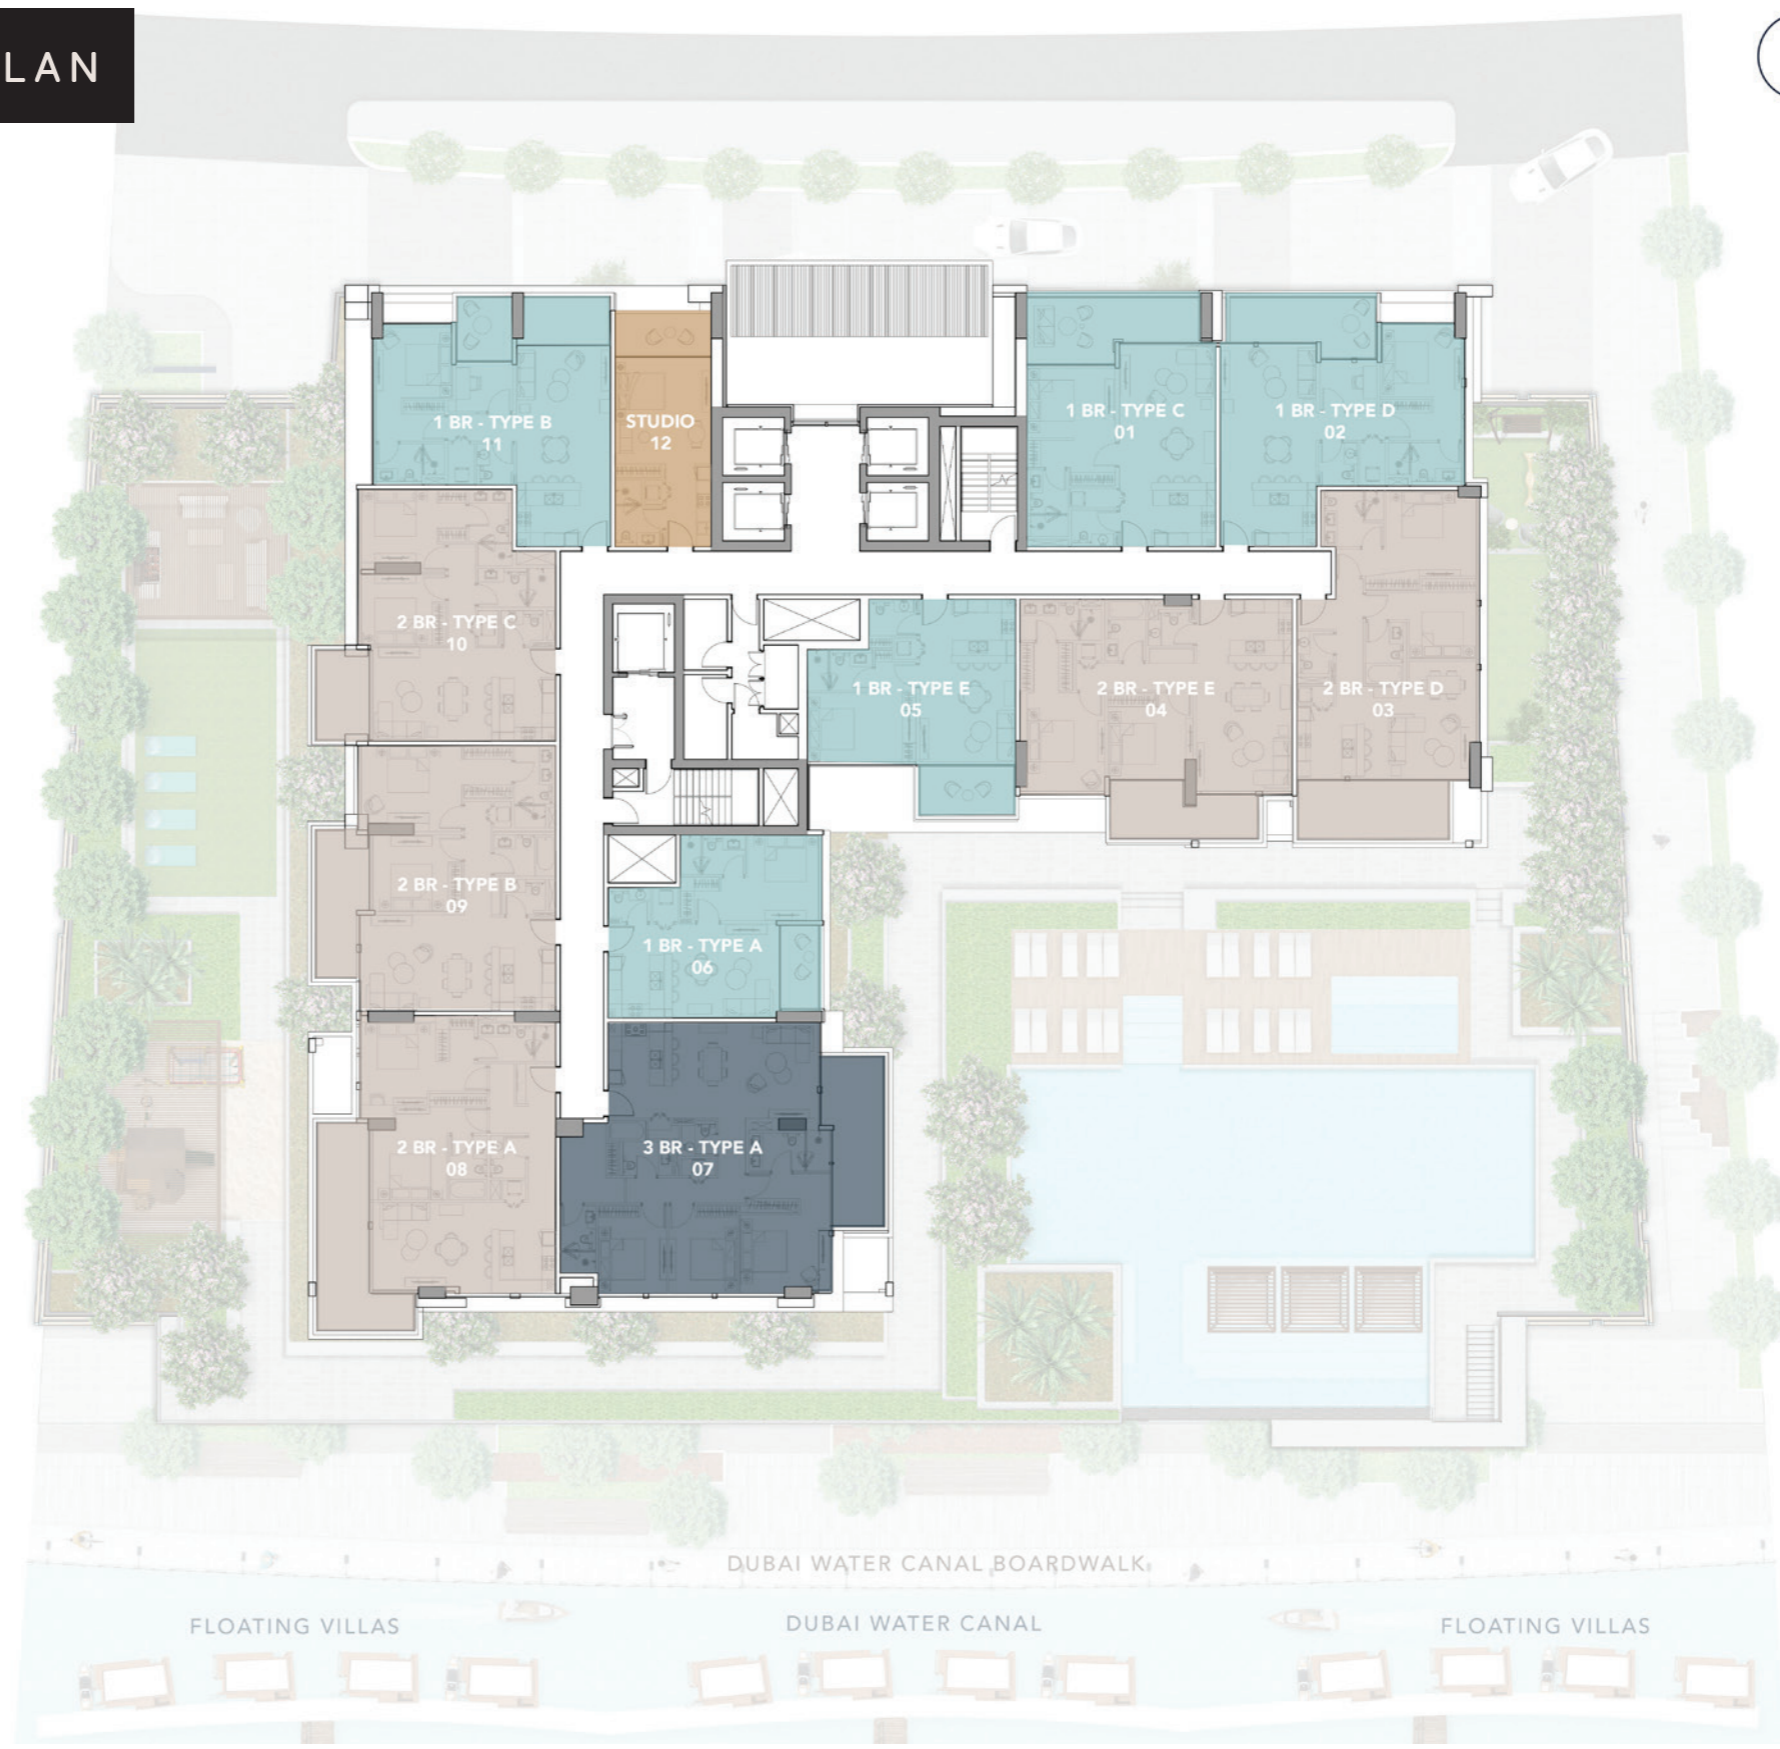 LAN
1 BR - TYPE B
11
STUDIO
12
1 BR - TYPE C
01
1 BR - TYPE D
02
2 BR - TYPE C
10
1 BR - TYPE E
05
2 BR - TYPE E
04
2 BR - TYPE D
03
2 BR - TYPE B
09
1 BR - TYPE A
06
2 BR - TYPE A
08
3 BR - TYPE A
07
DUBAI WATER CANAL BOARDWALK
FLOATING VILLAS
DUBAI WATER CANAL
FLOATING VILLAS